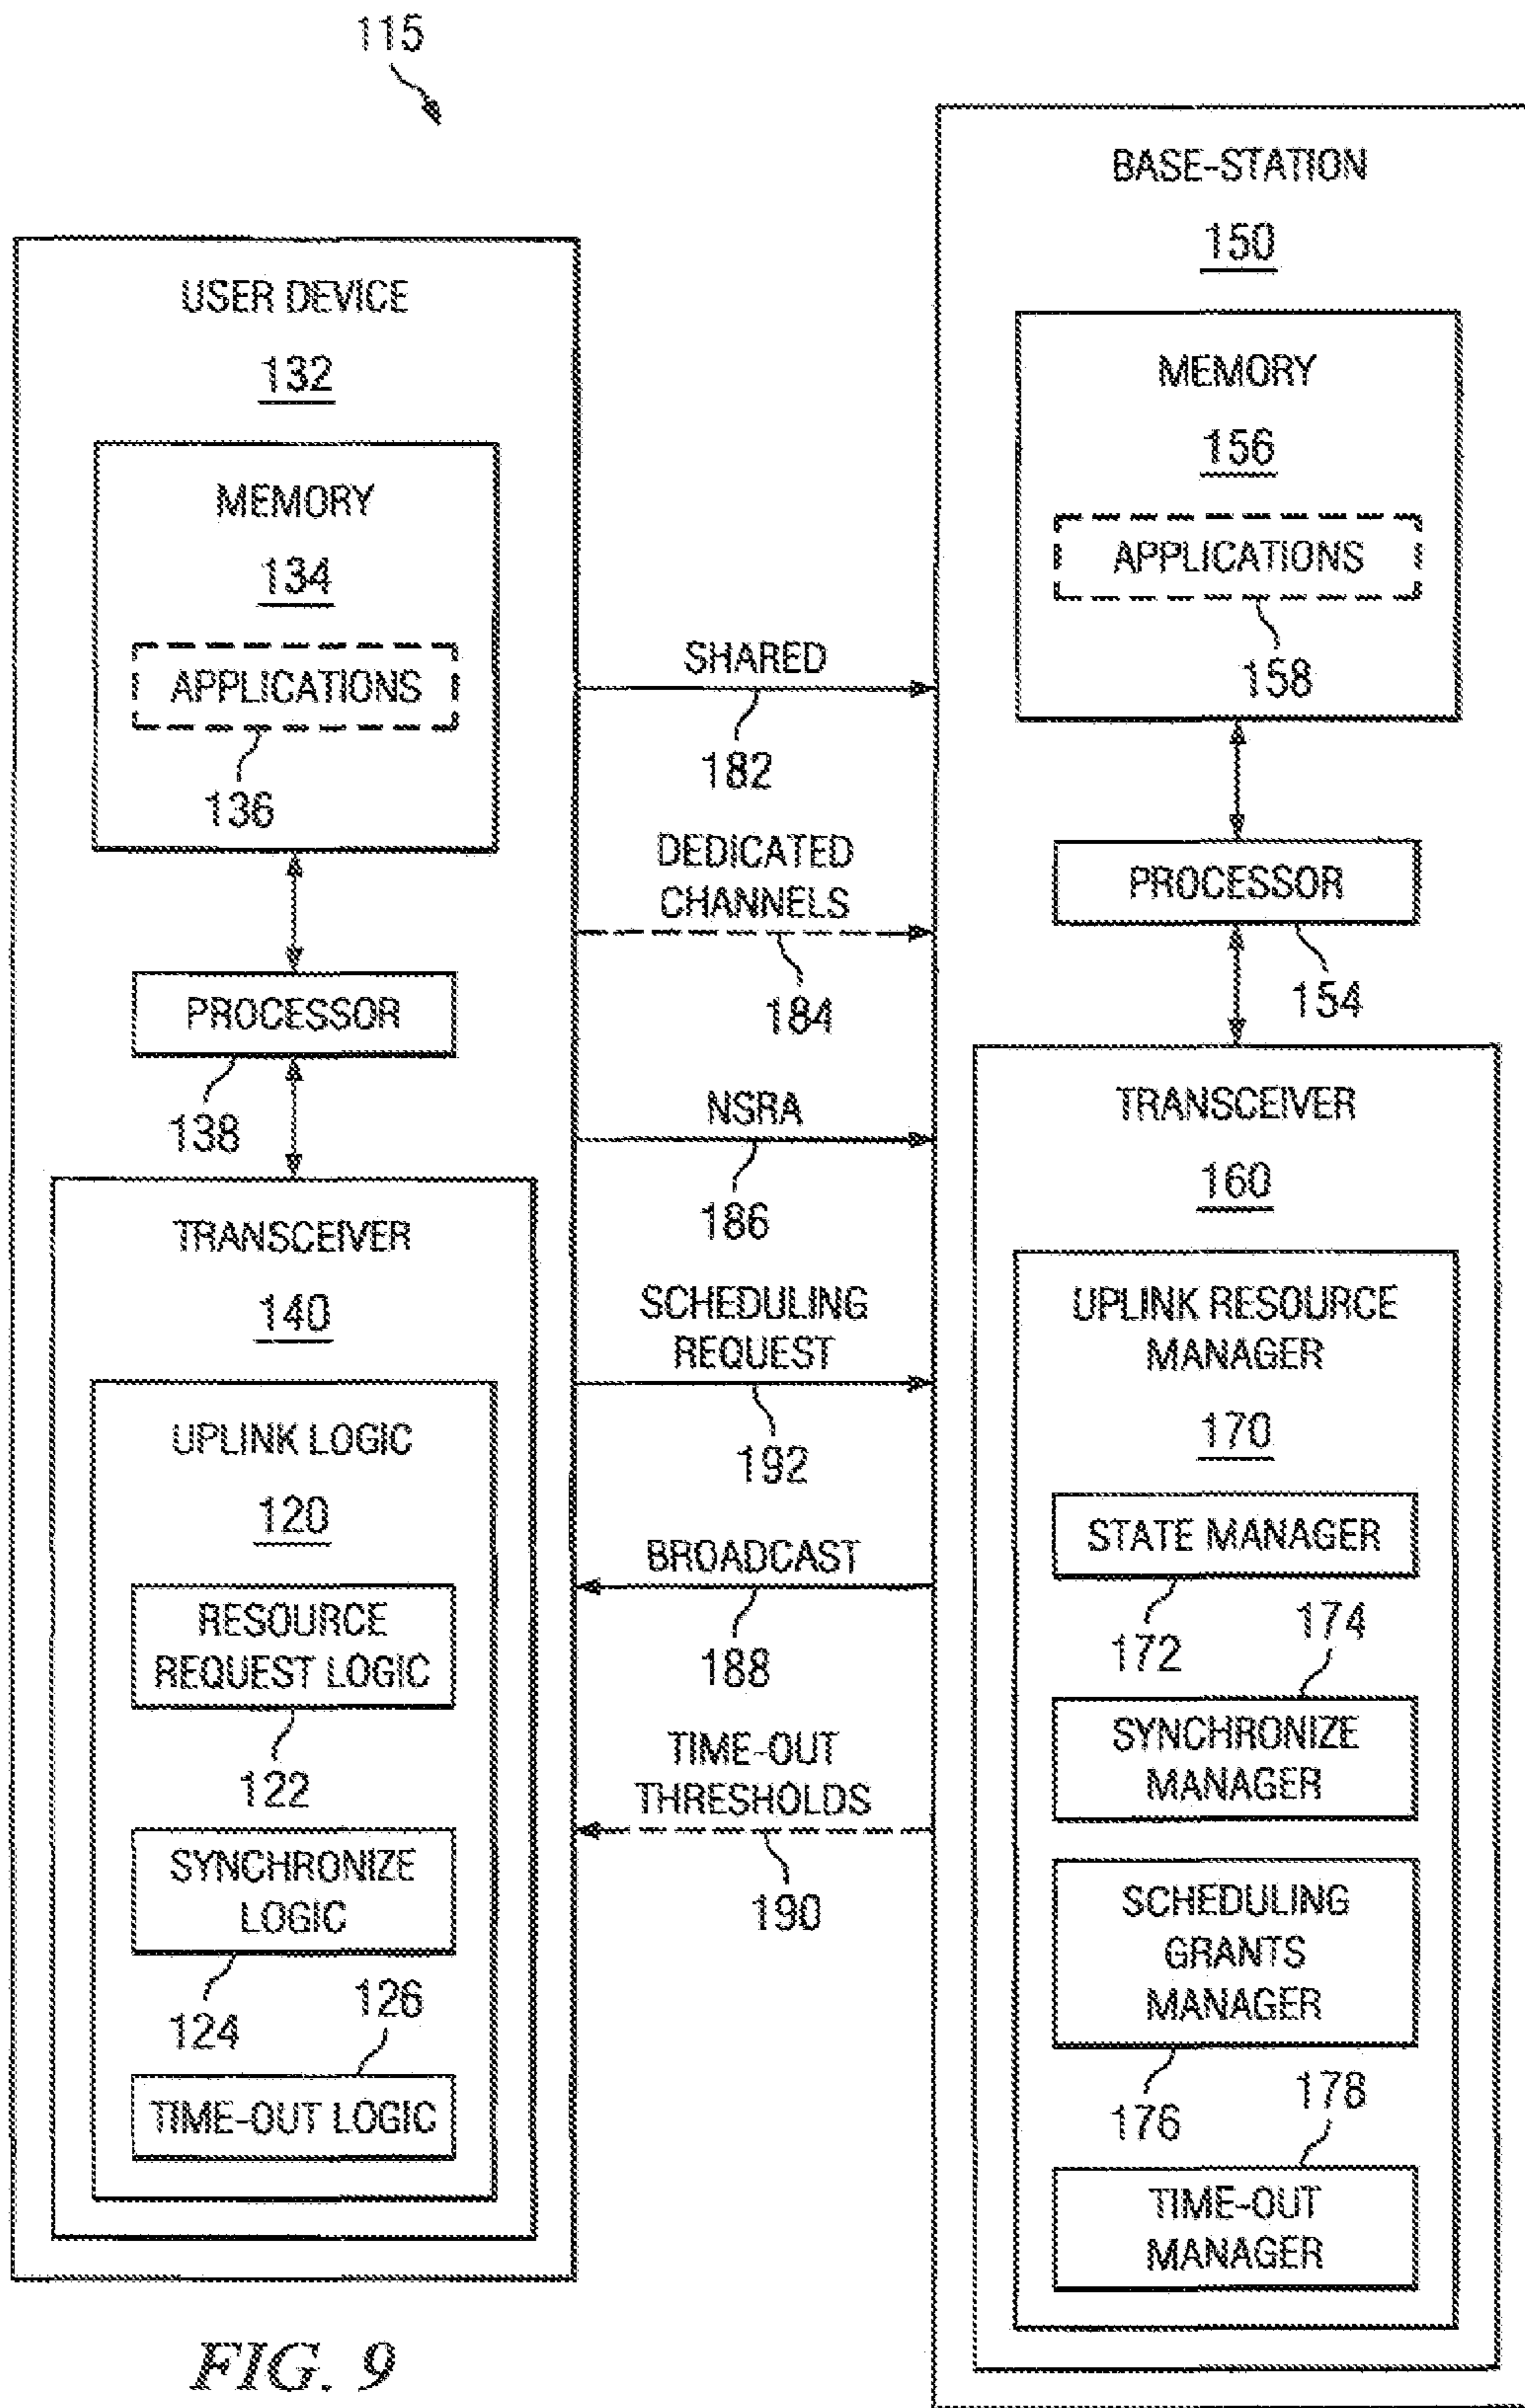 115
USER DEVICE
132
MEMORY
134
APPLICATIONS
136
PROCESSOR
138
TRANSCEIVER
140
UPLINK LOGIC
120
RESOURCE
REQUEST LOGIC
122
SYNCHRONIZE
LOGIC
124
126
TIME-OUT LOGIC
SHARED
182
DEDICATED
CHANNELS
184
NSRA
186
SCHEDULING
REQUEST
192
BROADCAST
188
TIME-OUT
THRESHOLDS
190
BASE-STATION
150
MEMORY
156
APPLICATIONS
158
PROCESSOR
154
TRANSCEIVER
160
UPLINK RESOURCE
MANAGER
170
STATE MANAGER
172
174
SYNCHRONIZE
MANAGER
SCHEDULING
GRANTS
MANAGER
176
178
TIME-OUT
MANAGER
FIG. 9